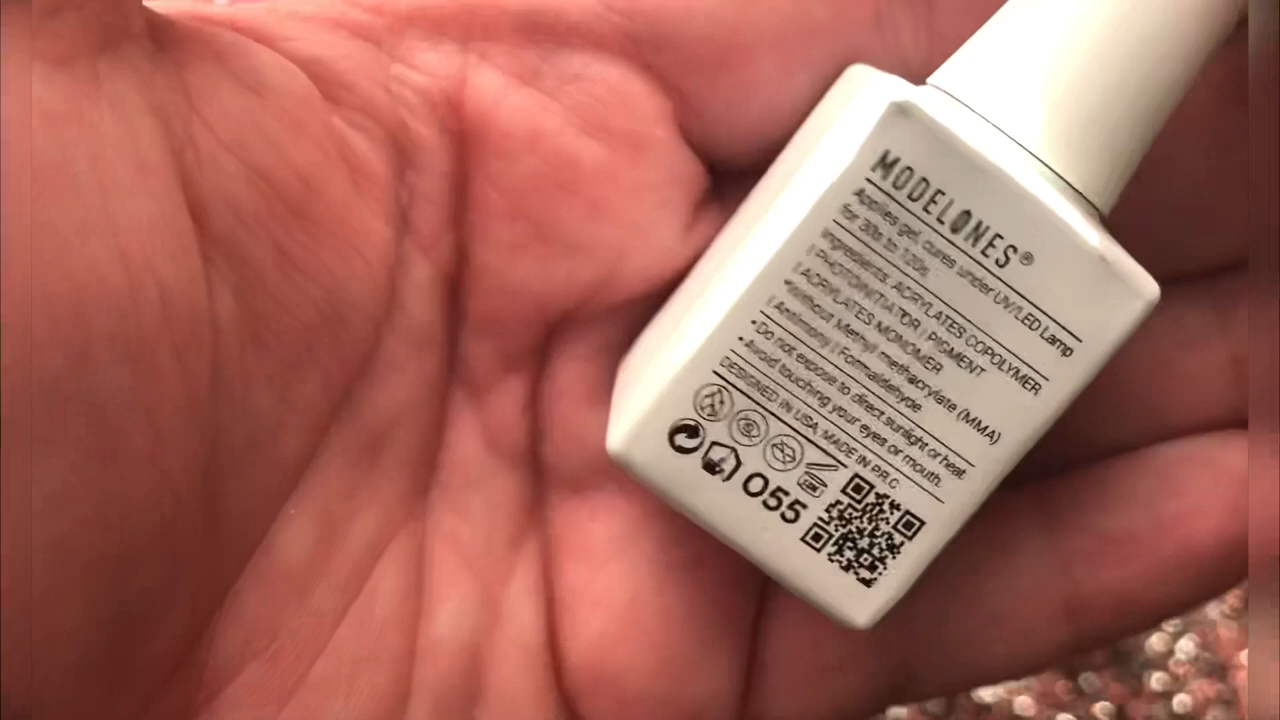 MODELONES®
Applies gel, cures under UV/LED Lamp
for 30s to 120s
Ingredients: ACRYLATES COPOLYMER
| PHOTOINITIATOR | PIGMENT
| ACRYLATES MONOMER
*Without Methyl methacrylate (MMA)
| Antimony | Formaldehyde
•Do not expose to direct sunlight or heat.
•Avoid touching your eyes or mouth.
DESIGNED IN USA, MADE IN P.R.C
055